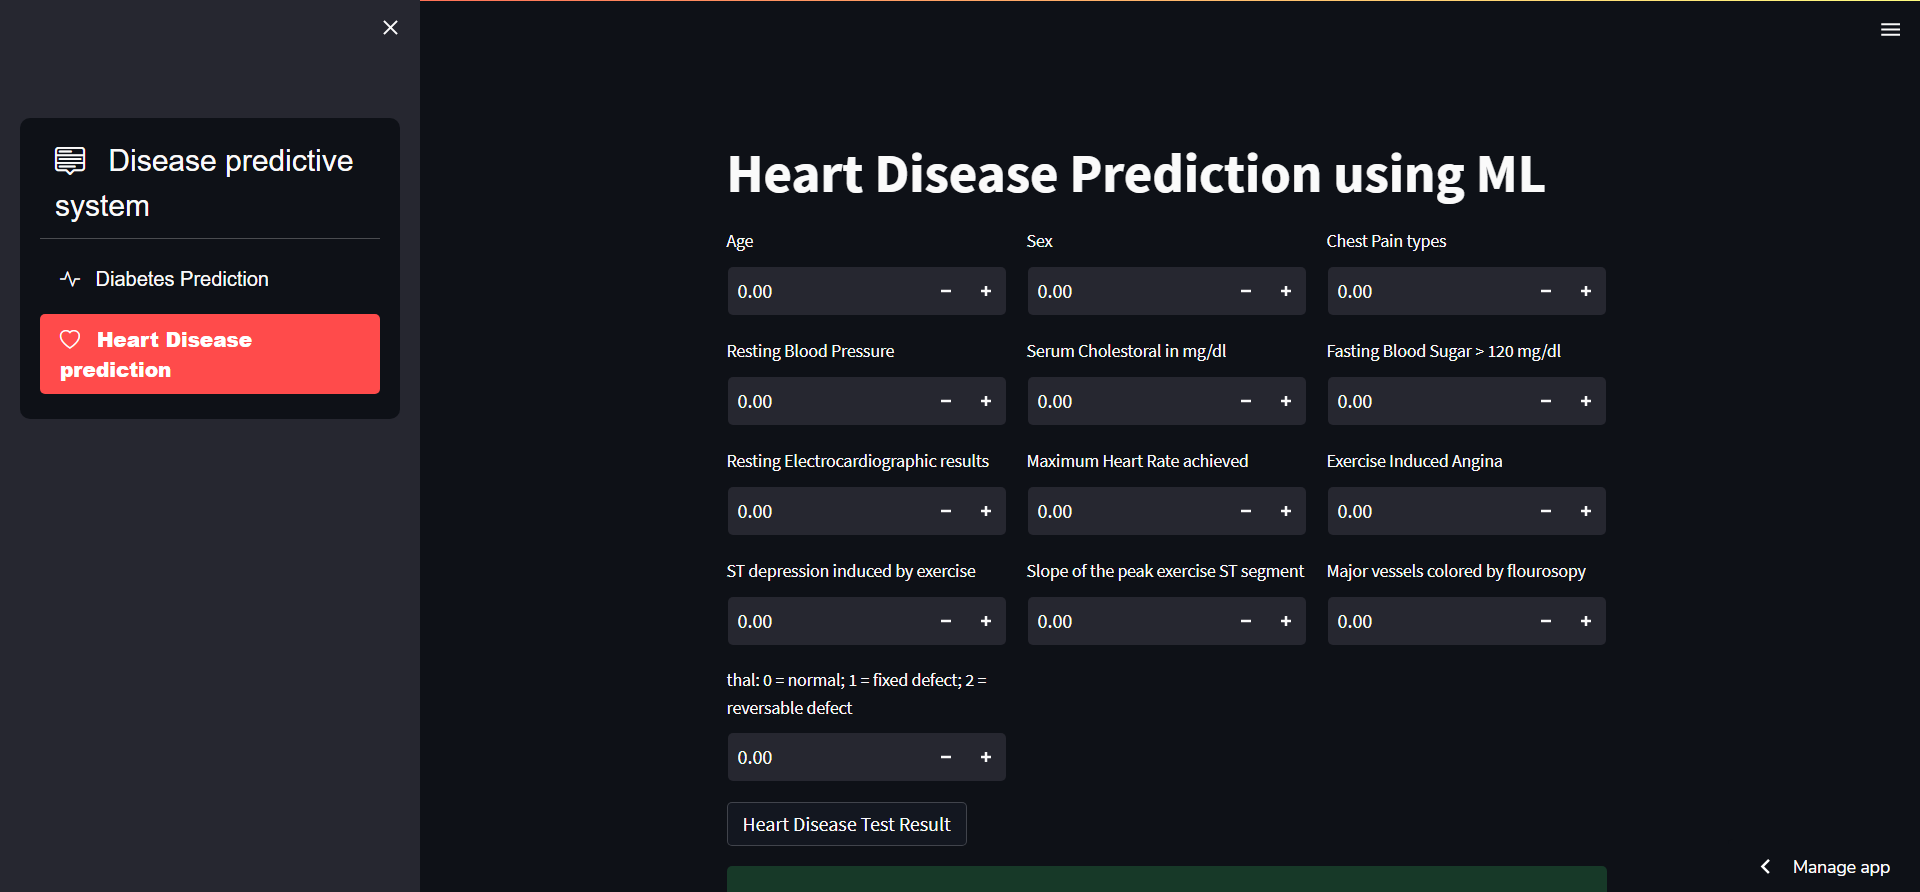 Disease predictive
system
Diabetes Prediction
Heart Disease
prediction
Heart Disease Prediction using ML
Age Sex Chest Pain types
0.00 − + 0.00 − + 0.00 − +
Resting Blood Pressure Serum Cholestoral in mg/dl Fasting Blood Sugar > 120 mg/dl
0.00 − + 0.00 − + 0.00 − +
Resting Electrocardiographic results Maximum Heart Rate achieved Exercise Induced Angina
0.00 − + 0.00 − + 0.00 − +
ST depression induced by exercise Slope of the peak exercise ST segment Major vessels colored by flourosopy
0.00 − + 0.00 − + 0.00 − +
thal: 0 = normal; 1 = fixed defect; 2 =
reversable defect
0.00 − +
Heart Disease Test Result
Manage app